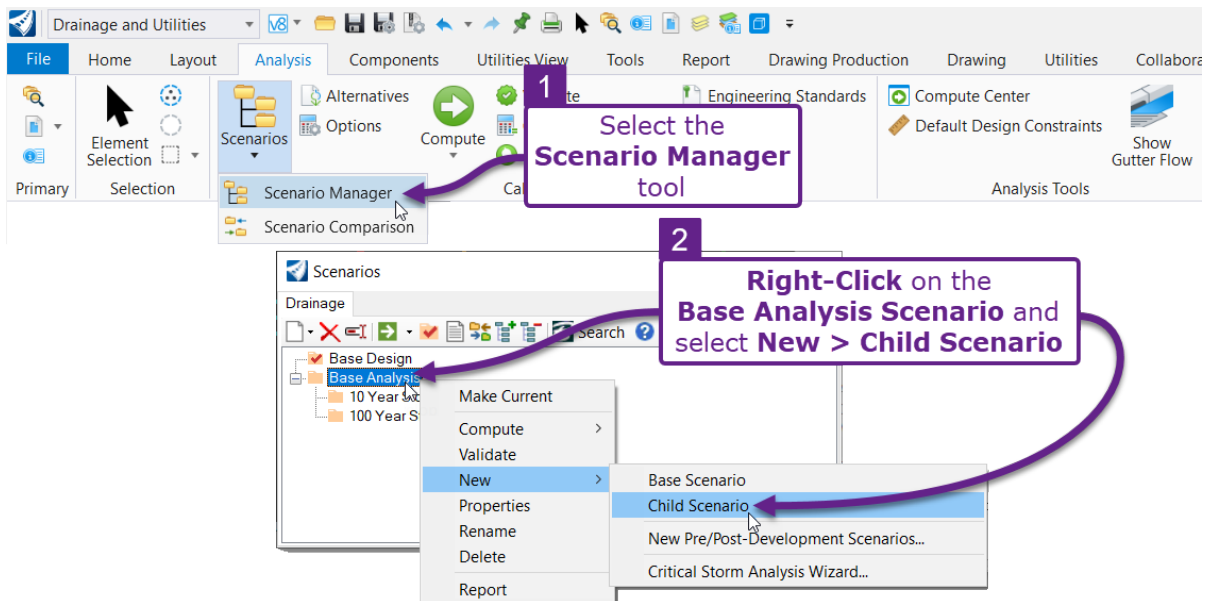 Drainage and Utilities
V8
File Home Layout Analysis Components Utilities View Tools Report Drawing Production Drawing Utilities
Alternatives
Options
Element
Selection
Scenarios
Compute
Engineering Standards
Compute Center
Default Design Constraints
Show
Gutter Flow
Primary
Selection
Analysis Tools
Scenario Manager
Scenario Comparison
1
Select the
Scenario Manager
tool
2
Right-Click on the
Base Analysis Scenario and
select New > Child Scenario
Scenarios
Drainage
Search
Base Design
Base Analysis
10 Year
100 Year
Make Current
Compute
Validate
New
Properties
Rename
Delete
Report
Base Scenario
Child Scenario
New Pre/Post-Development Scenarios...
Critical Storm Analysis Wizard...